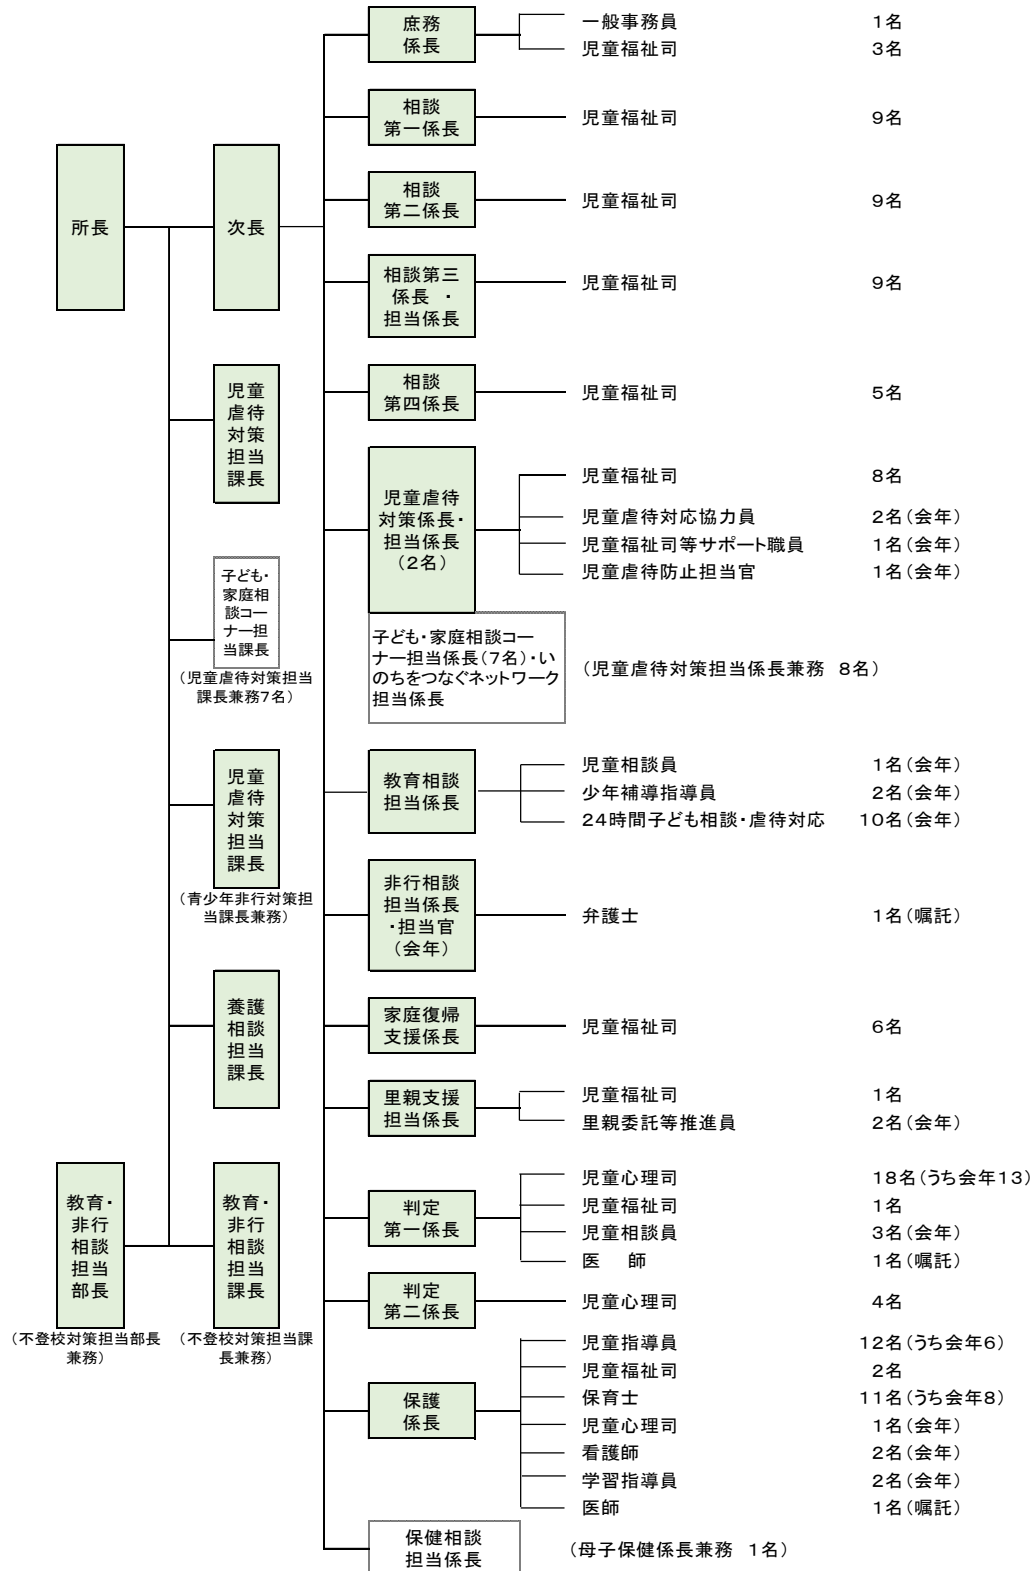 庶務
係長
一般事務員 1名
児童福祉司 3名
相談
第一係長
児童福祉司 9名
所長
次長
相談
第二係長
児童福祉司 9名
相談第三
係長 ・
担当係長
児童福祉司 9名
児童
虐待
対策
担当
課長
相談
第四係長
児童福祉司 5名
児童虐待
対策係長・
担当係長
(2名)
児童福祉司 8名
児童虐待対応協力員 2名(会年)
児童福祉司等サポート職員 1名(会年)
児童虐待防止担当官 1名(会年)
子ども・
家庭相
談コー
ナー担
当課長
(児童虐待対策担当
課長兼務7名)
子ども・家庭相談コー
ナー担当係長(7名)・い
のちをつなぐネットワーク
担当係長
(児童虐待対策担当係長兼務 8名)
児童
虐待
対策
担当
課長
(青少年非行対策担
当課長兼務)
教育相談
担当係長
児童相談員 1名(会年)
少年補導指導員 2名(会年)
24時間子ども相談・虐待対応 10名(会年)
非行相談
担当係長
・担当官
(会年)
弁護士 1名(嘱託)
養護
相談
担当
課長
家庭復帰
支援係長
児童福祉司 6名
里親支援
担当係長
児童福祉司 1名
里親委託等推進員 2名(会年)
教育・
非行
相談
担当
部長
(不登校対策担当部長
兼務)
教育・
非行
相談
担当
課長
(不登校対策担当課
長兼務)
判定
第一係長
児童心理司 18名(うち会年13)
児童福祉司 1名
児童相談員 3名(会年)
医 師 1名(嘱託)
判定
第二係長
児童心理司 4名
保護
係長
児童指導員 12名(うち会年6)
児童福祉司 2名
保育士 11名(うち会年8)
児童心理司 1名(会年)
看護師 2名(会年)
学習指導員 2名(会年)
医師 1名(嘱託)
保健相談
担当係長
(母子保健係長兼務 1名)